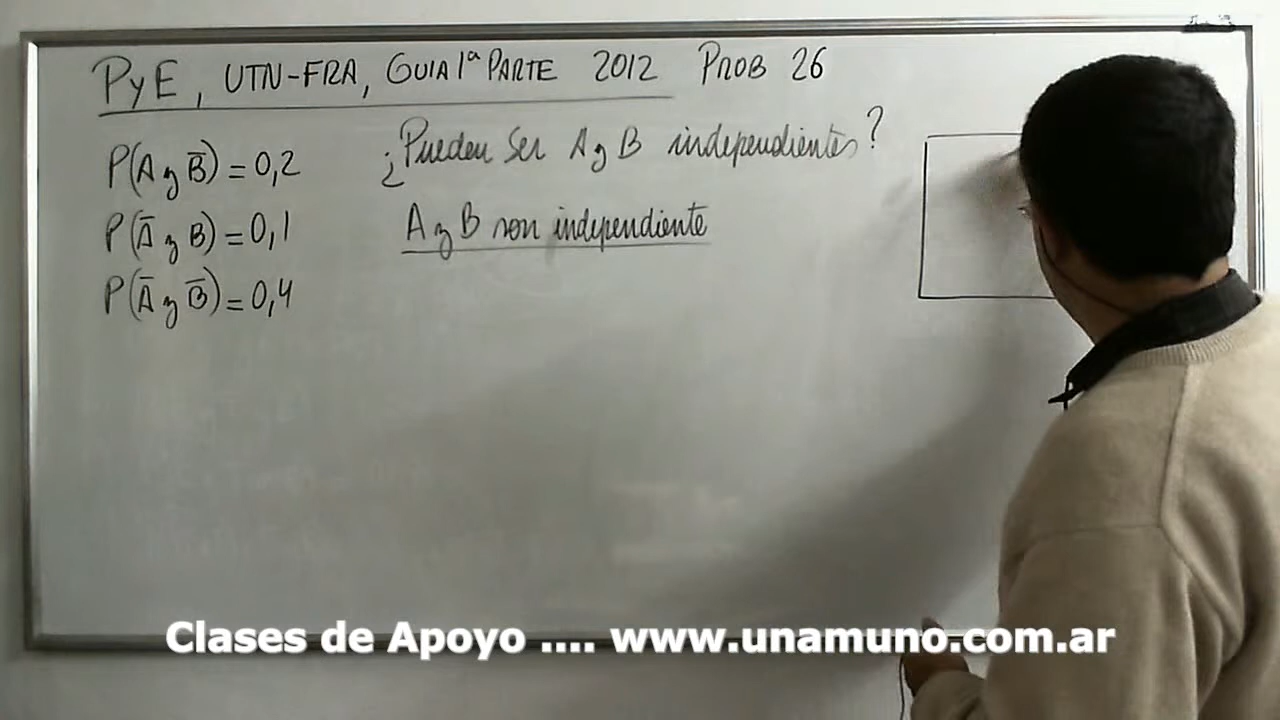 PyE, UTN-FRA, GUIA 1ª PARTE 2012 PROB 26
P(A y B̅) = 0,2
P(A̅ y B) = 0,1
P(A̅ y B̅) = 0,4
¿Pueden Ser A y B independientes?
A y B son independiente
Clases de Apoyo .... www.unamuno.com.ar